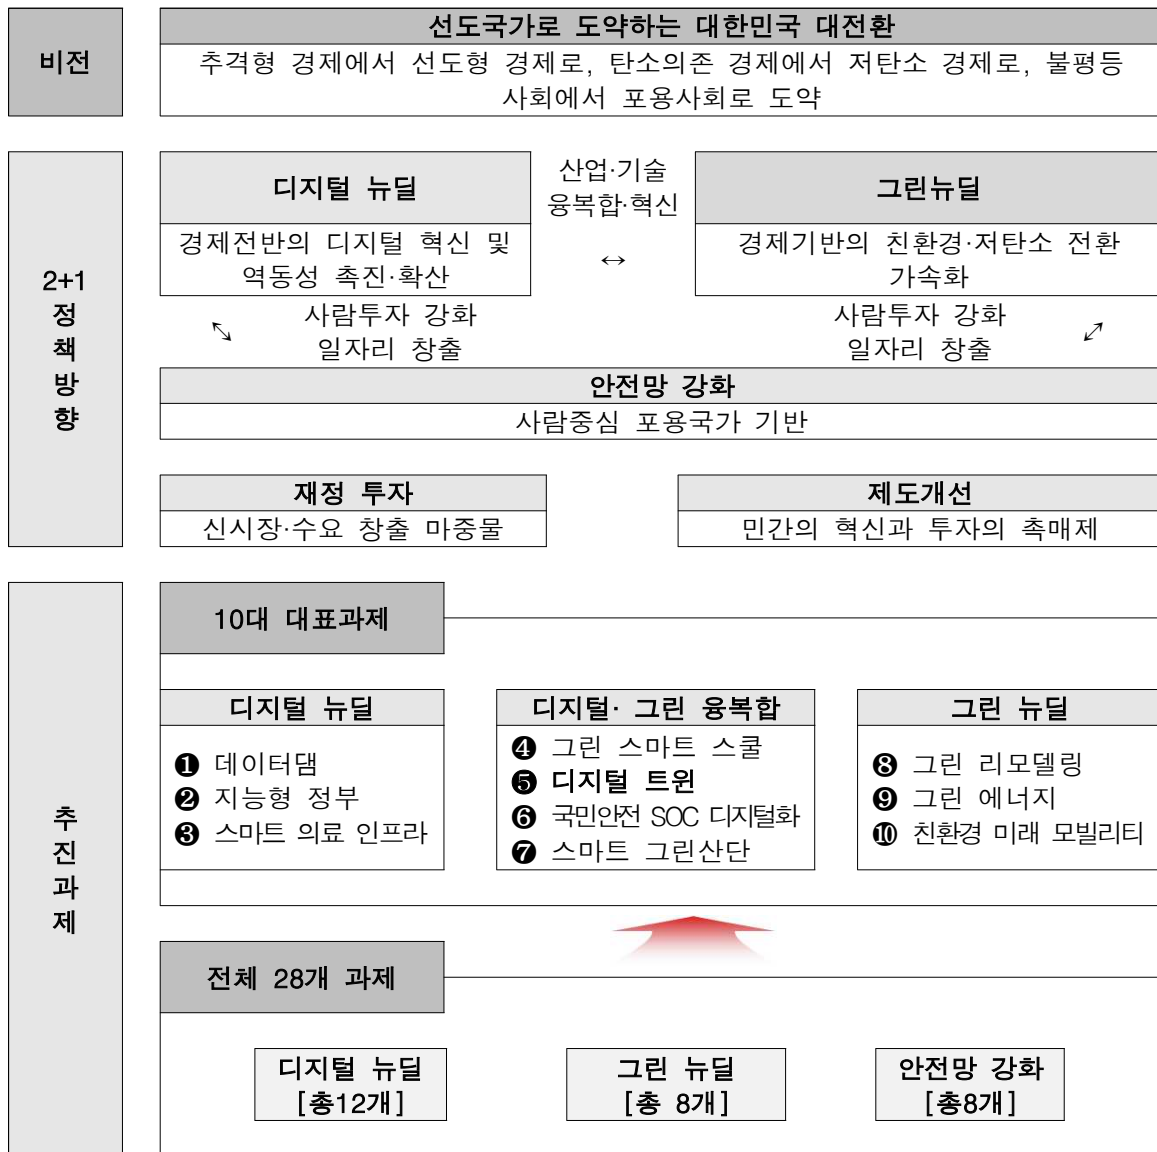 비전
선도국가로 도약하는 대한민국 대전환
추격형 경제에서 선도형 경제로, 탄소의존 경제에서 저탄소 경제로, 불평등
사회에서 포용사회로 도약
2+1
정
책
방
향
디지털 뉴딜
경제전반의 디지털 혁신 및
역동성 촉진·확산
산업·기술
융복합·혁신
↔
그린뉴딜
경제기반의 친환경·저탄소 전환
가속화
사람투자 강화
일자리 창출
사람투자 강화
일자리 창출
안전망 강화
사람중심 포용국가 기반
재정 투자
신시장·수요 창출 마중물
제도개선
민간의 혁신과 투자의 촉매제
추
진
과
제
10대 대표과제
디지털 뉴딜
❶ 데이터댐
❷ 지능형 정부
❸ 스마트 의료 인프라
디지털· 그린 융복합
❹ 그린 스마트 스쿨
❺ 디지털 트윈
❻ 국민안전 SOC 디지털화
❼ 스마트 그린산단
그린 뉴딜
❽ 그린 리모델링
❾ 그린 에너지
❿ 친환경 미래 모빌리티
전체 28개 과제
디지털 뉴딜
[총12개]
그린 뉴딜
[총 8개]
안전망 강화
[총8개]